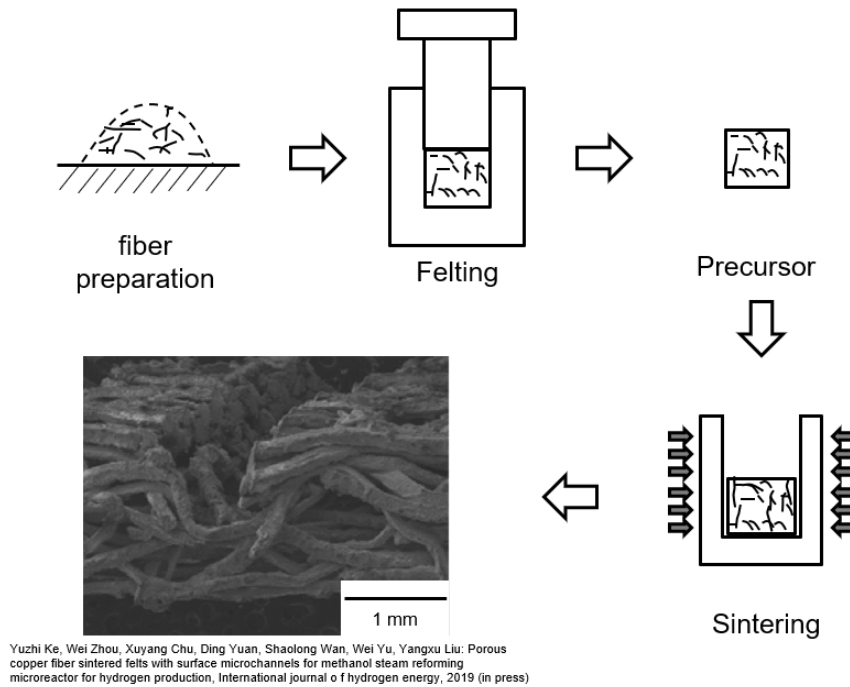 fiber
preparation
Felting
Precursor
Sintering
1 mm
Yuzhi Ke, Wei Zhou, Xuyang Chu, Ding Yuan, Shaolong Wan, Wei Yu, Yangxu Liu: Porous
copper fiber sintered felts with surface microchannels for methanol steam reforming
microreactor for hydrogen production, International journal o f hydrogen energy, 2019 (in press)